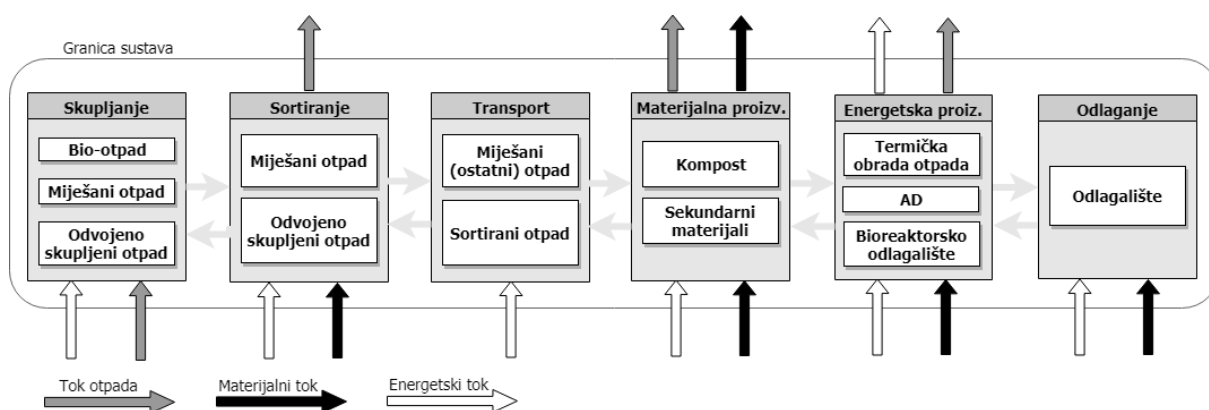 Granica sustava
Skupljanje
Bio-otpad
Miješani otpad
Odvojeno
skupljeni otpad
Sortiranje
Miješani otpad
Odvojeno
skupljeni otpad
Transport
Miješani
(ostatni) otpad
Sortirani otpad
Materijalna proizv.
Kompost
Sekundarni
materijali
Energetska proiz.
Termička
obrada otpada
AD
Bioreaktorsko
odlagalište
Odlaganje
Odlagalište
Tok otpada
Materijalni tok
Energetski tok